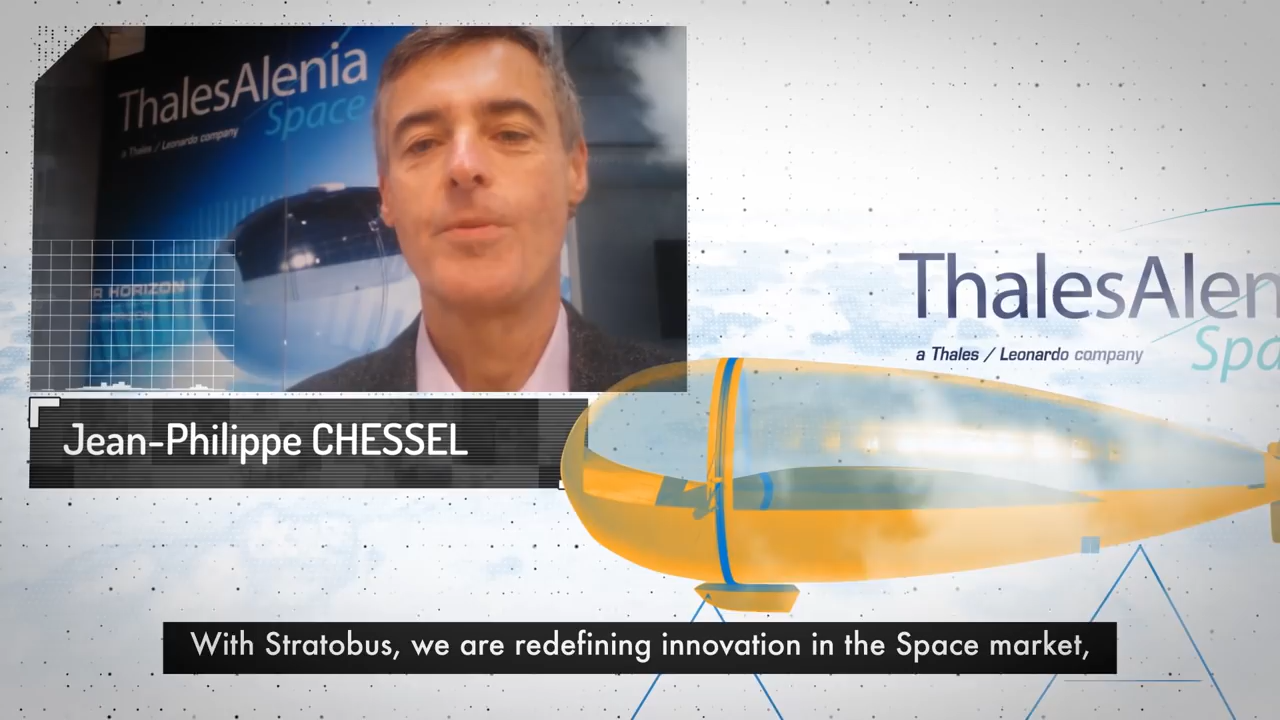 ThalesAlenia
Space
a Thales / Leonardo company
R HORIZON
Jean-Philippe CHESSEL
ThalesAlen
Spa
a Thales / Leonardo company
With Stratobus, we are redefining innovation in the Space market,